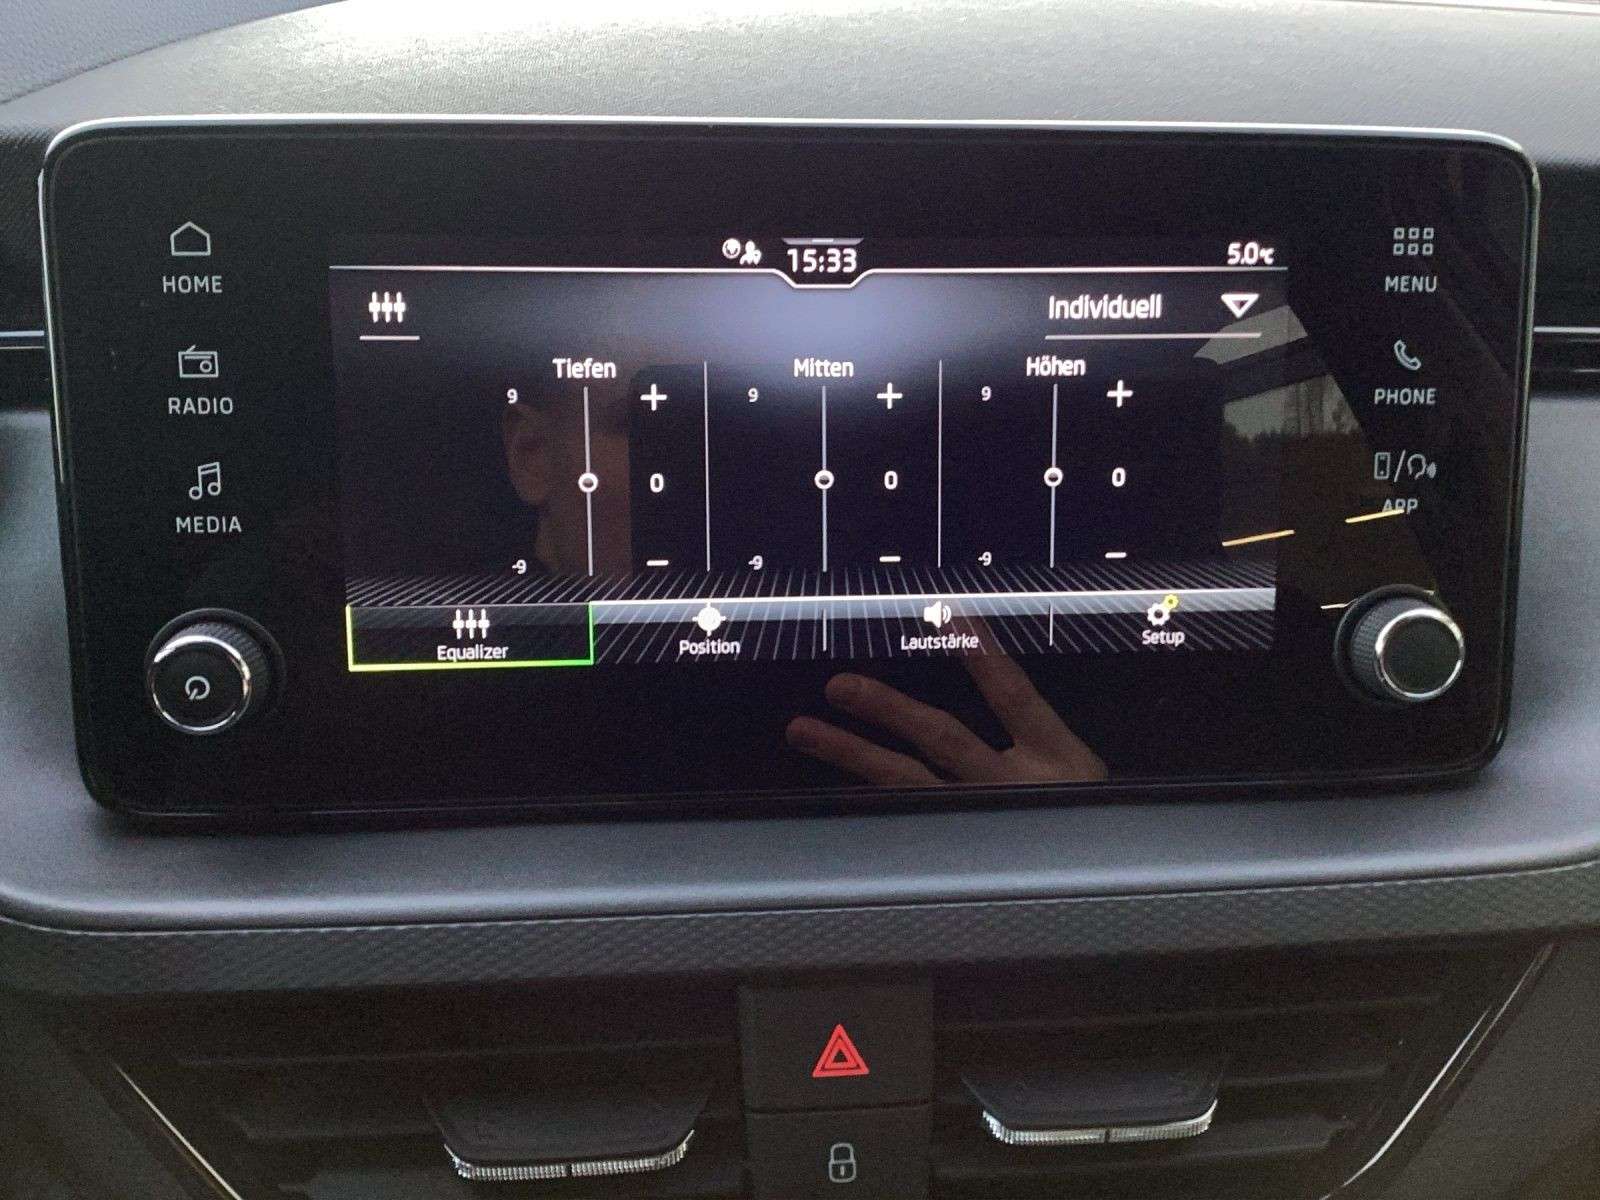 15:33
5.0°C
HOME
RADIO
MEDIA
Individuell
Tiefen
Mitten
Höhen
9
9
9
0
0
0
-9
-9
-9
Equalizer
Position
Lautstärke
Setup
MENU
PHONE
APP